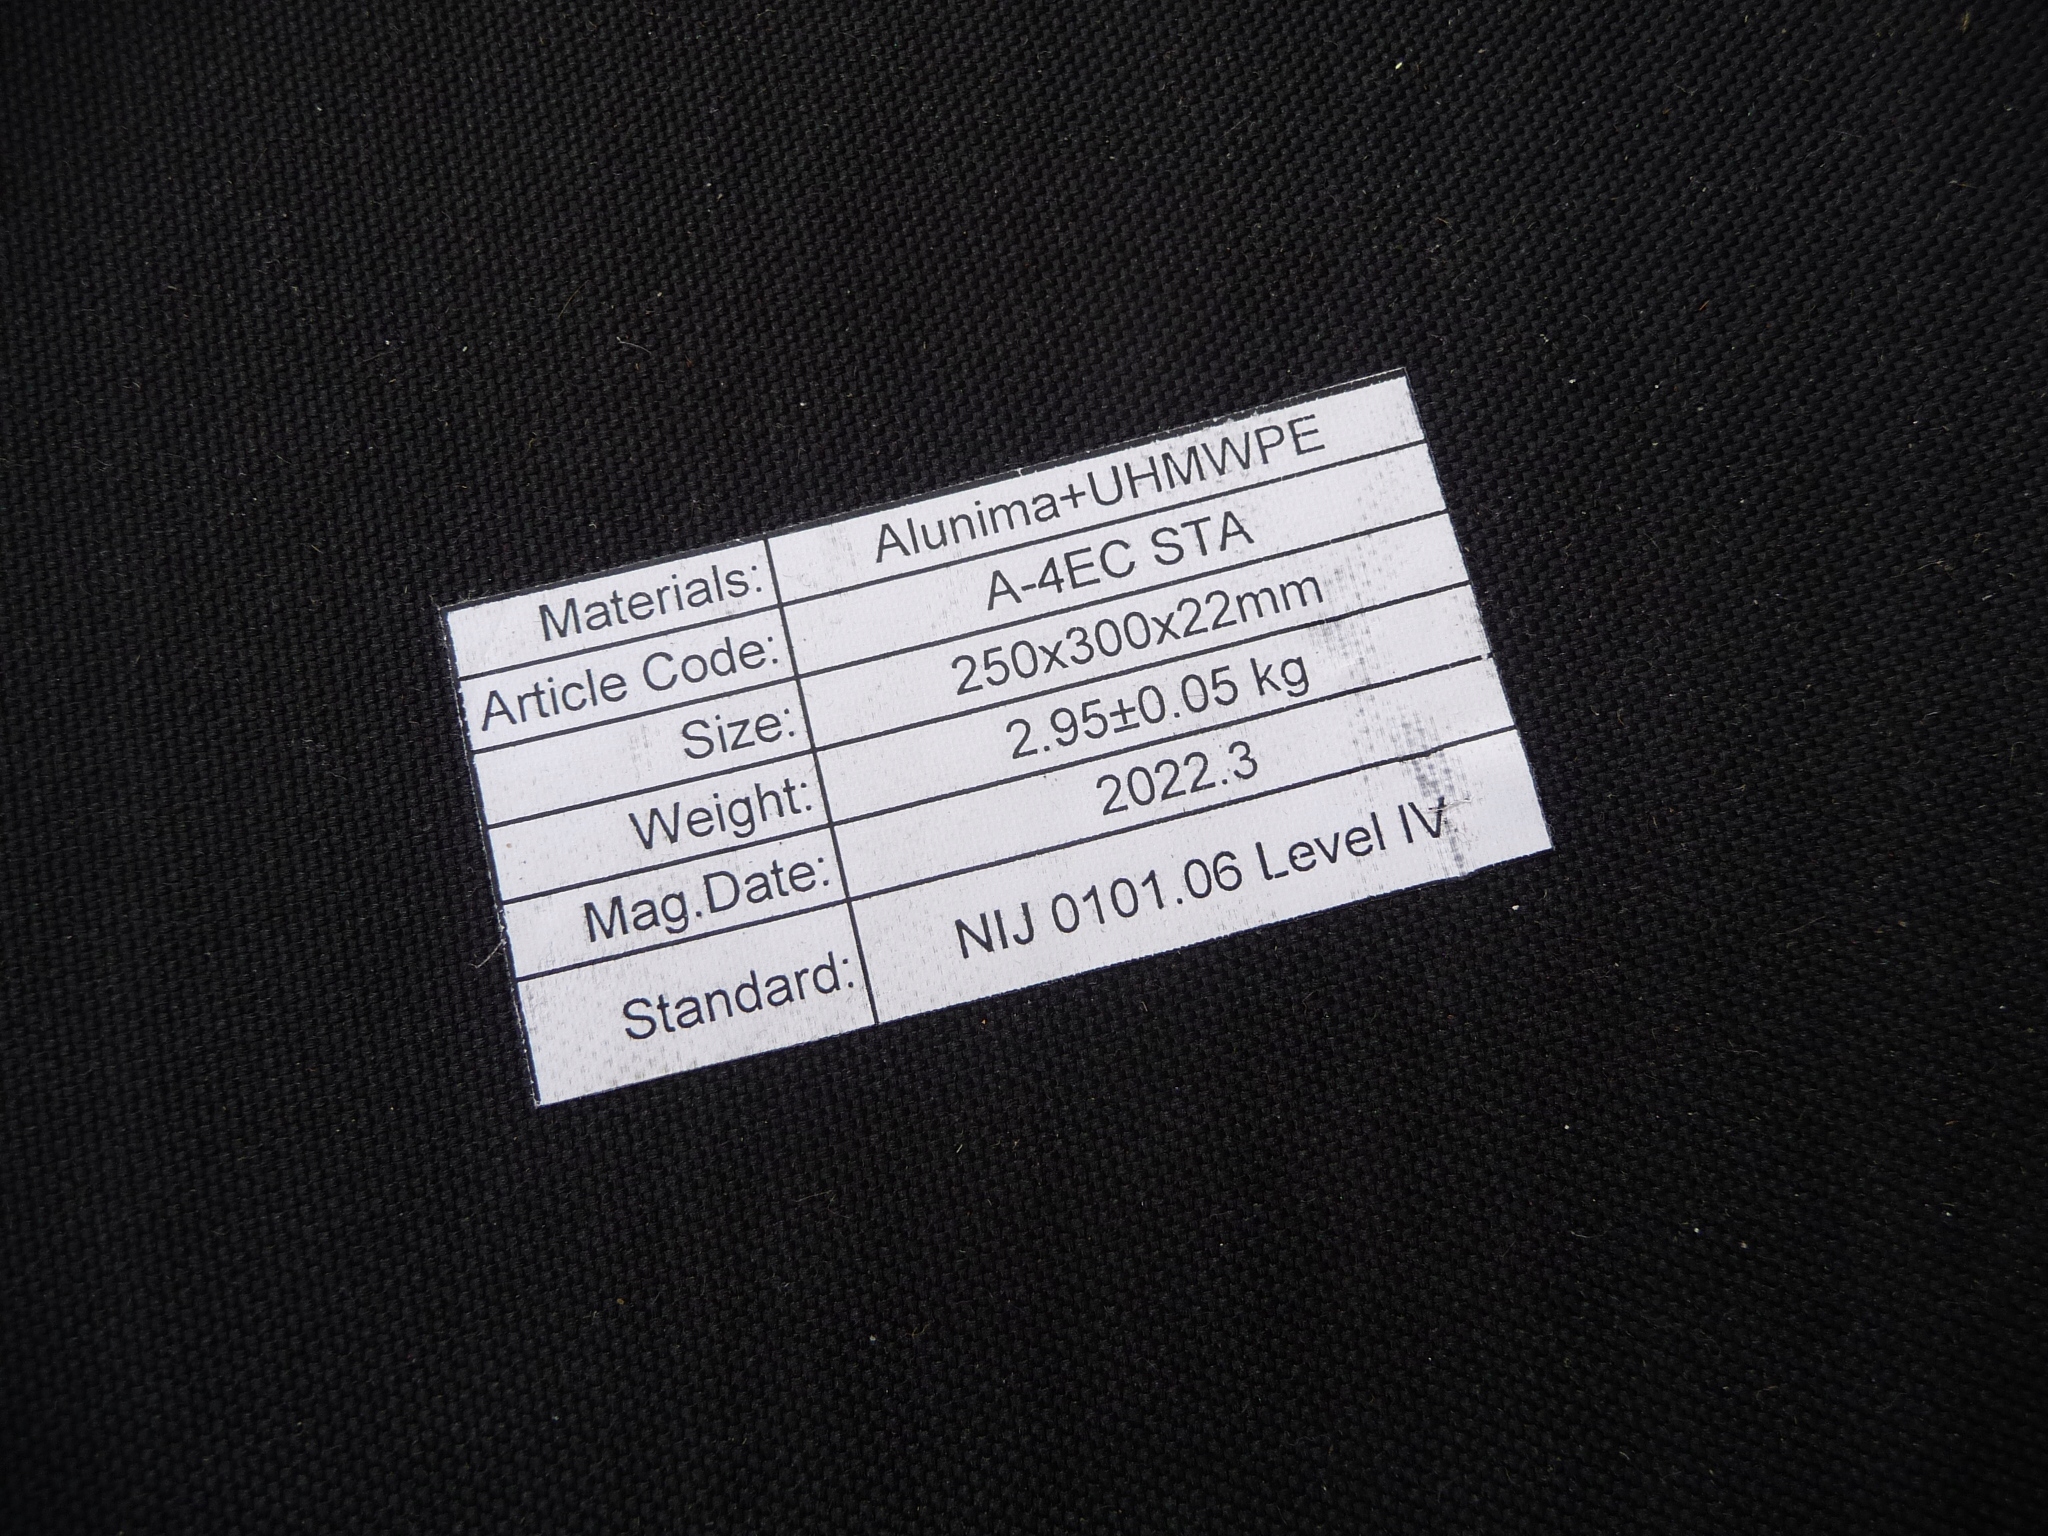 Materials: Alunima+UHMWPE
Article Code: A-4EC STA
Size: 250x300x22mm
Weight: 2.95±0.05 kg
Mag.Date: 2022.3
Standard: NIJ 0101.06 Level IV